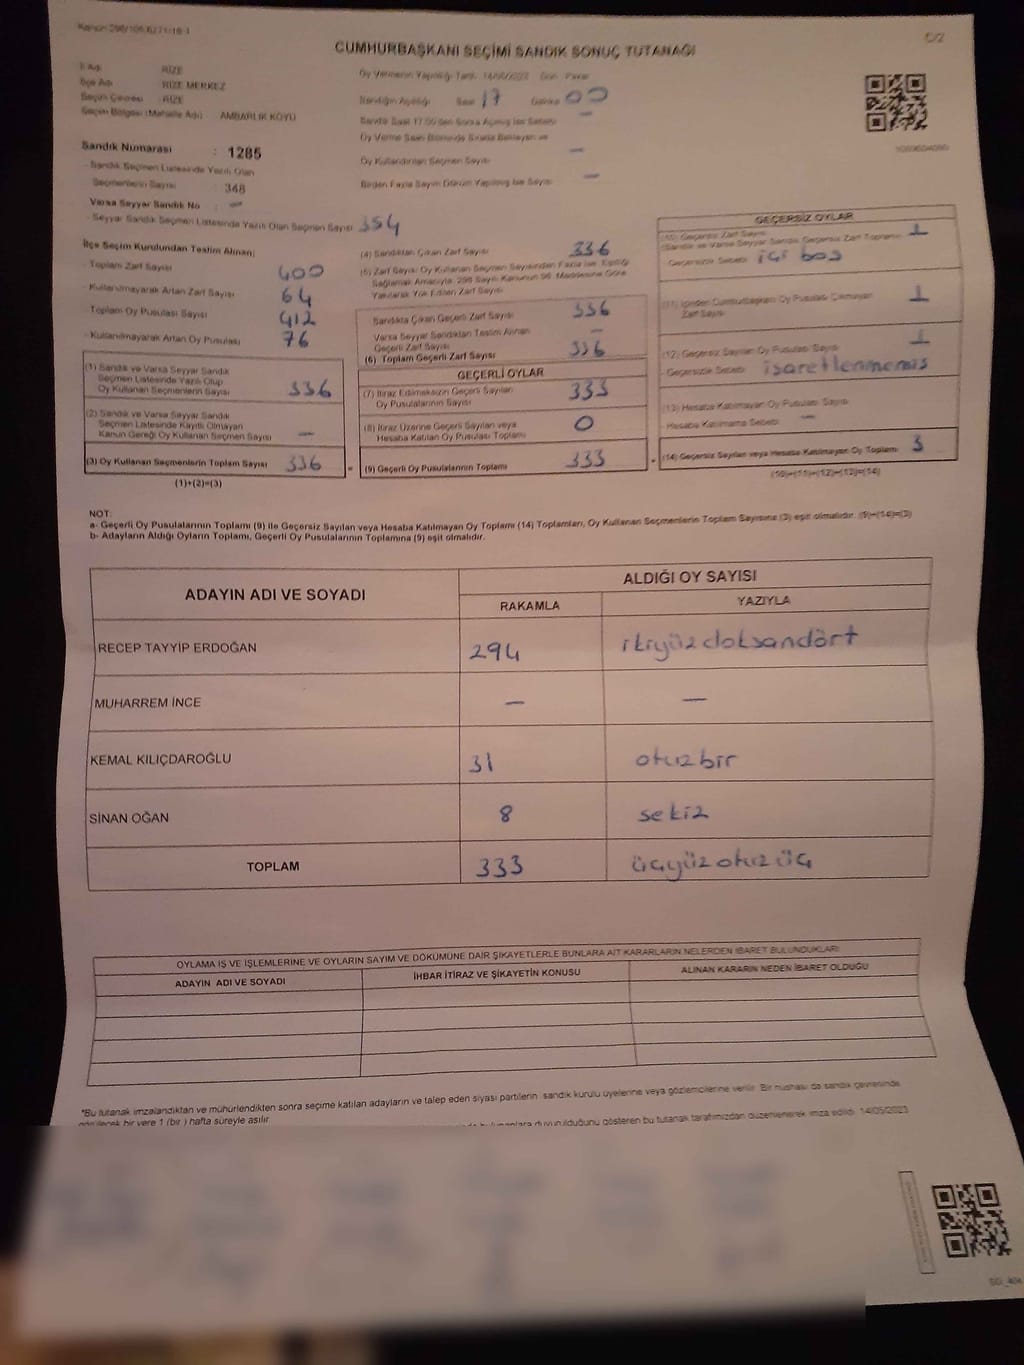 CUMHURBAŞKANI SEÇİMİ SANDIK SONUÇ TUTANAĞI
İl Adı RİZE
İlçe Adı RİZE MERKEZ
Seçim Çevresi : RİZE
Seçim Bölgesi (Mahalle Adı) AMBARLIK KÖYÜ
Oy Vermenin Yapıldığı Tarih 14/05/2023 Gün Pazar
Sandığın Açıldığı Saat 17 Dakika 00
Sandık Saat 17.00'den Sonra Açılmış İse Sebebi —
Oy Verme Saati Bitiminde Sırada Bekleyen ve
Oy Kullandırılan Seçmen Sayısı —
Birden Fazla Sayım Döküm Yapılmış İse Sayısı —
Sandık Numarası : 1285
- Sandık Seçmen Listesinde Yazılı Olan
Seçmenlerin Sayısı : 348
Varsa Seyyar Sandık No —
- Seyyar Sandık Seçmen Listesinde Yazılı Olan Seçmen Sayısı 354
İlçe Seçim Kurulundan Teslim Alınan;
- Toplam Zarf Sayısı 400
- Kullanılmayarak Artan Zarf Sayısı 64
- Toplam Oy Pusulası Sayısı 412
- Kullanılmayarak Artan Oy Pusulası 76
(1) Sandık ve Varsa Seyyar Sandık
Seçmen Listesinde Yazılı Olup
Oy Kullanan Seçmenlerin Sayısı 336
(2) Sandık ve Varsa Seyyar Sandık
Seçmen Listesinde Kayıtlı Olmayan
Kanun Gereği Oy Kullanan Seçmen Sayısı —
(3) Oy Kullanan Seçmenlerin Toplam Sayısı 336
(1)+(2)=(3)
(4) Sandıktan Çıkan Zarf Sayısı 336
(5) Zarf Sayısı Oy Kullanan Seçmen Sayısından Fazla İse, Eşitliği
Sağlamak Amacıyla, 298 Sayılı Kanunun 98. Maddesine Göre
Yakılarak Yok Edilen Zarf Sayısı
Sandıkta Çıkan Geçerli Zarf Sayısı 336
Varsa Seyyar Sandıktan Teslim Alınan
Geçerli Zarf Sayısı —
(6) Toplam Geçerli Zarf Sayısı 336
GEÇERLİ OYLAR
(7) İtiraz Edilmeksizin Geçerli Sayılan
Oy Pusulalarının Sayısı 333
(8) İtiraz Üzerine Geçerli Sayılan veya
Hesaba Katılan Oy Pusulası Toplamı 0
= (9) Geçerli Oy Pusulalarının Toplamı 333
GEÇERSİZ OYLAR
(10) Geçersiz Zarf Sayısı
(Sandık ve Varsa Seyyar Sandık Geçersiz Zarf Toplamı) 1
- Geçersizlik Sebebi içi boş
(11) İçinden Cumhurbaşkanı Oy Pusulası Çıkmayan
Zarf Sayısı 1
(12) Geçersiz Sayılan Oy Pusulası Sayısı 1
- Geçersizlik Sebebi işaretlenmemiş
(13) Hesaba Katılmayan Oy Pusulası Sayısı
- Hesaba Katılmama Sebebi —
+ (14) Geçersiz Sayılan veya Hesaba Katılmayan Oy Toplamı 3
(10)+(11)+(12)+(13)=(14)
NOT:
a- Geçerli Oy Pusulalarının Toplamı (9) ile Geçersiz Sayılan veya Hesaba Katılmayan Oy Toplamı (14) Toplamları, Oy Kullanan Seçmenlerin Toplam Sayısına (3) eşit olmalıdır. (9)+(14)=(3)
b- Adayların Aldığı Oyların Toplamı, Geçerli Oy Pusulalarının Toplamına (9) eşit olmalıdır.
ADAYIN ADI VE SOYADI ALDIĞI OY SAYISI
RAKAMLA YAZIYLA
RECEP TAYYİP ERDOĞAN 294 ikiyüzdoksandört
MUHARREM İNCE — —
KEMAL KILIÇDAROĞLU 31 otuzbir
SİNAN OĞAN 8 sekiz
TOPLAM 333 üçyüzotuzüç
OYLAMA İŞ VE İŞLEMLERİNE VE OYLARIN SAYIM VE DÖKÜMÜNE DAİR ŞİKAYETLERLE BUNLARA AİT KARARLARIN NELERDEN İBARET BULUNDUKLARI
ADAYIN ADI VE SOYADI İHBAR İTİRAZ VE ŞİKAYETİN KONUSU ALINAN KARARIN NEDEN İBARET OLDUĞU
*Bu tutanak imzalandıktan ve mühürlendikten sonra seçime katılan adayların ve talep eden siyasi partilerin sandık kurulu üyelerine veya gözlemcilerine verilir. Bir nüshası da sandık çevresinde
görülecek bir yere 1 (bir) hafta süreyle asılır. duyurulduğunu gösteren bu tutanak tarafımızdan düzenlenerek imza edildi. 14/05/2023